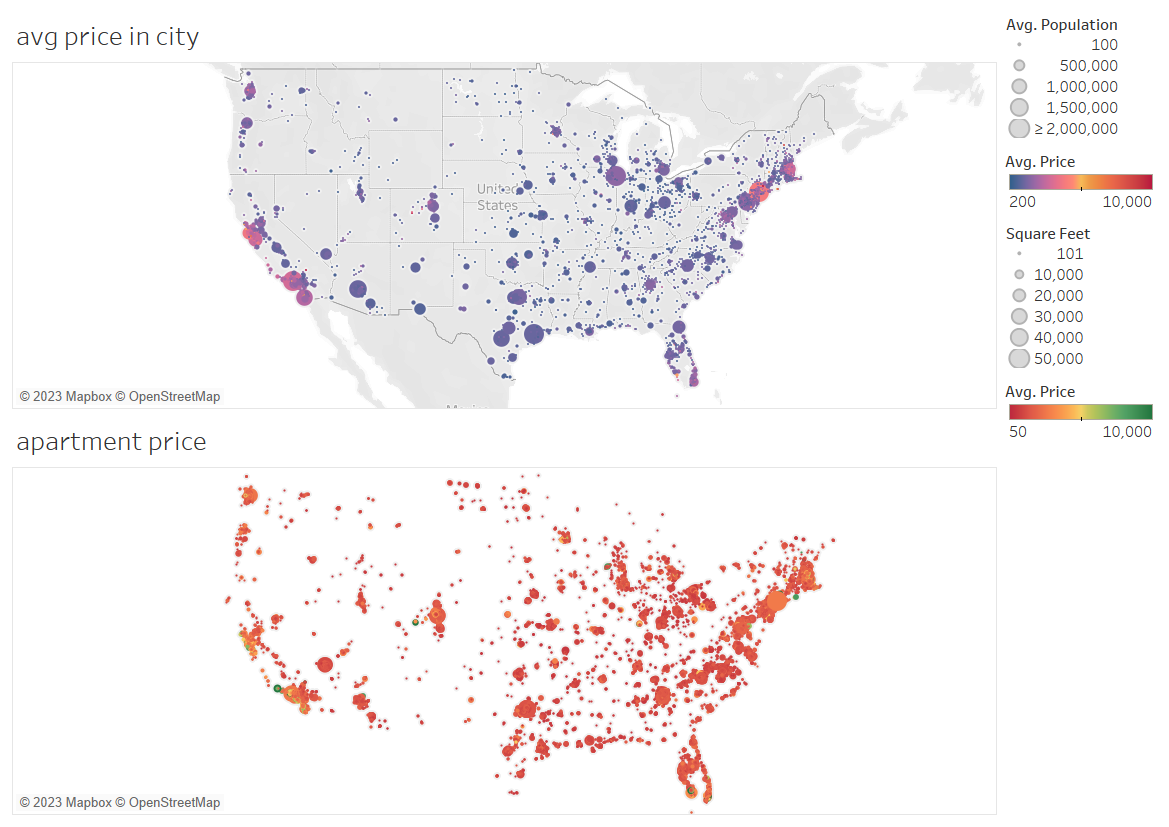 avg price in city
United
States
© 2023 Mapbox © OpenStreetMap
apartment price
© 2023 Mapbox © OpenStreetMap
Avg. Population
100
500,000
1,000,000
1,500,000
≥ 2,000,000
Avg. Price
200 10,000
Square Feet
101
10,000
20,000
30,000
40,000
50,000
Avg. Price
50 10,000